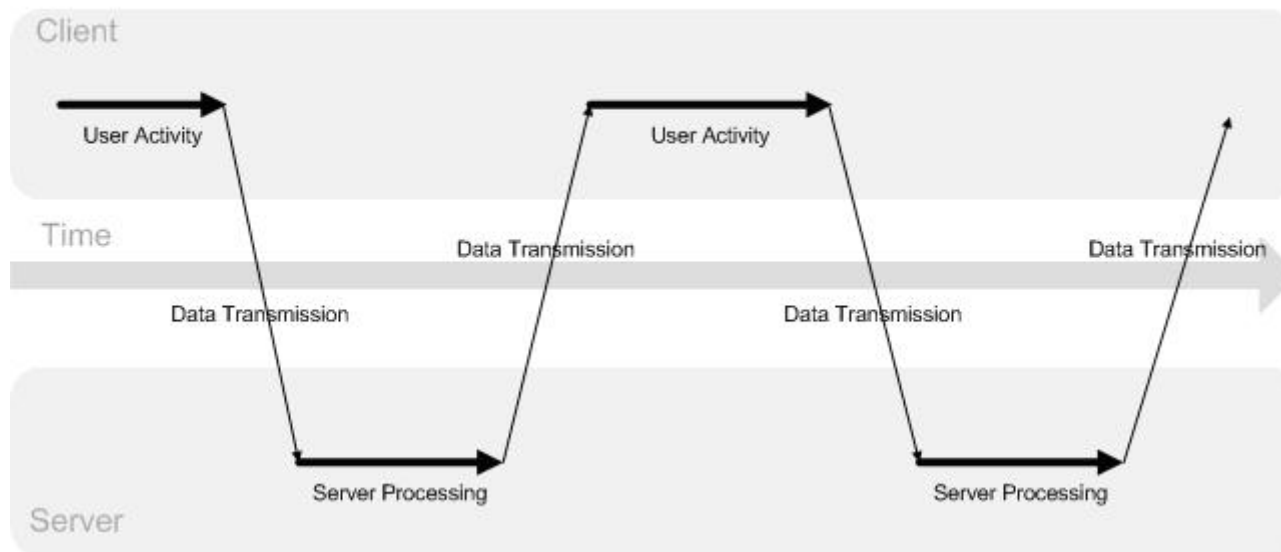 Client
User Activity
User Activity
Time
Data Transmission
Data Transmission
Data Transmission
Data Transmission
Server Processing
Server Processing
Server